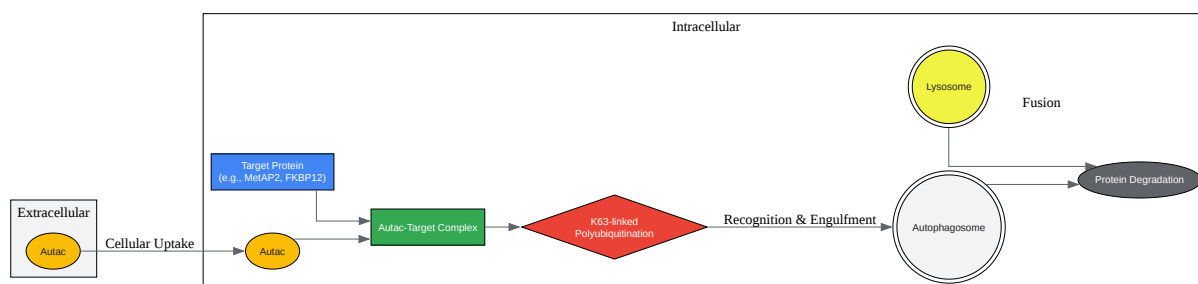 Intracellular
Lysosome
Fusion
Target Protein
(e.g., MetAP2, FKBP12)
Protein Degradation
Extracellular
Autac
Cellular Uptake
Autac
Autac-Target Complex
K63-linked
Polyubiquitination
Recognition & Engulfment
Autophagosome